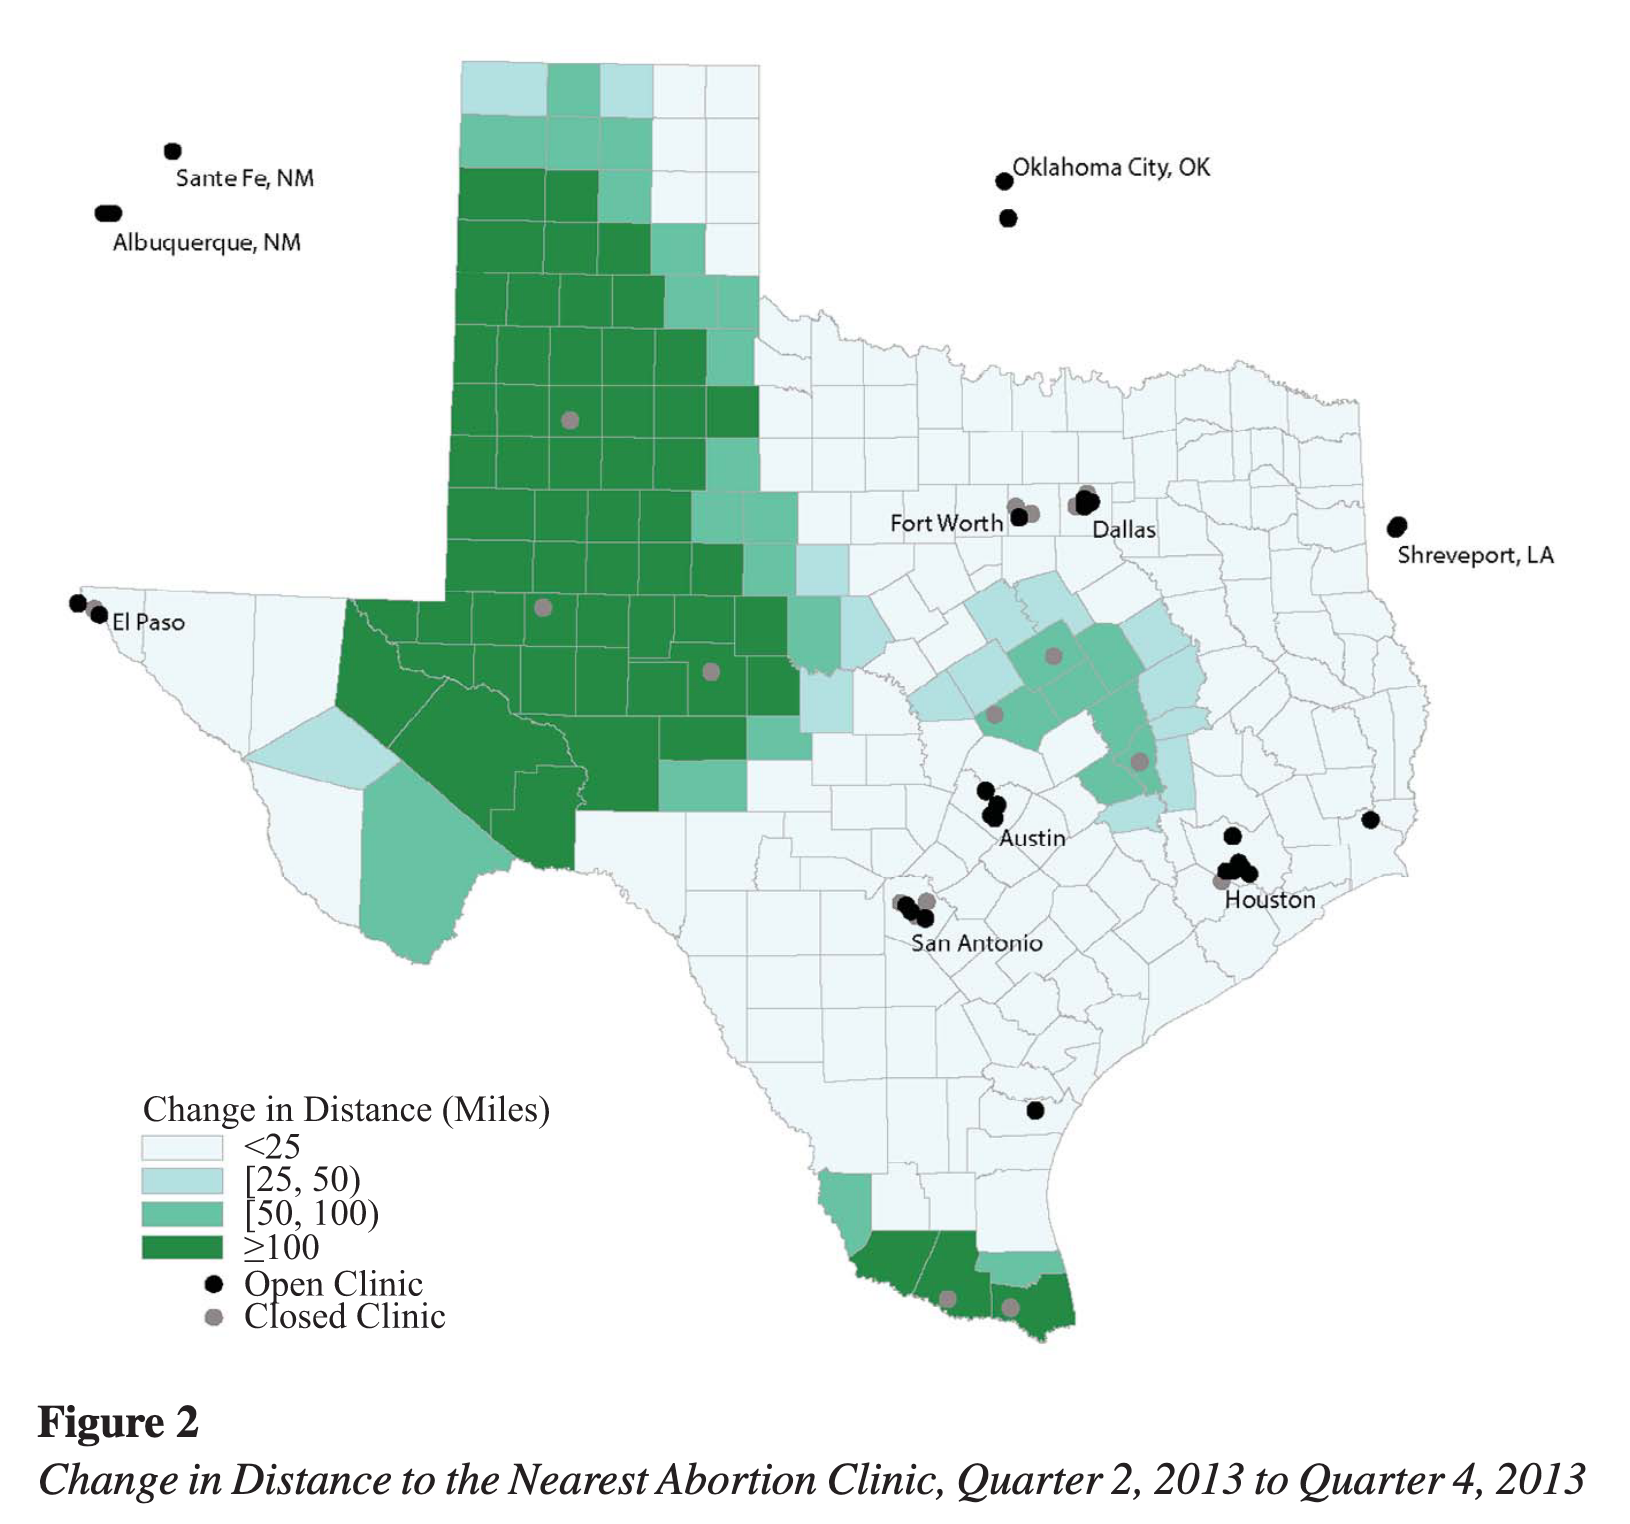 Sante Fe, NM
Albuquerque, NM
Oklahoma City, OK
Fort Worth
Dallas
Shreveport, LA
El Paso
Austin
Houston
San Antonio
Change in Distance (Miles)
<25
[25, 50)
[50, 100)
≥100
Open Clinic
Closed Clinic
Figure 2
Change in Distance to the Nearest Abortion Clinic, Quarter 2, 2013 to Quarter 4, 2013